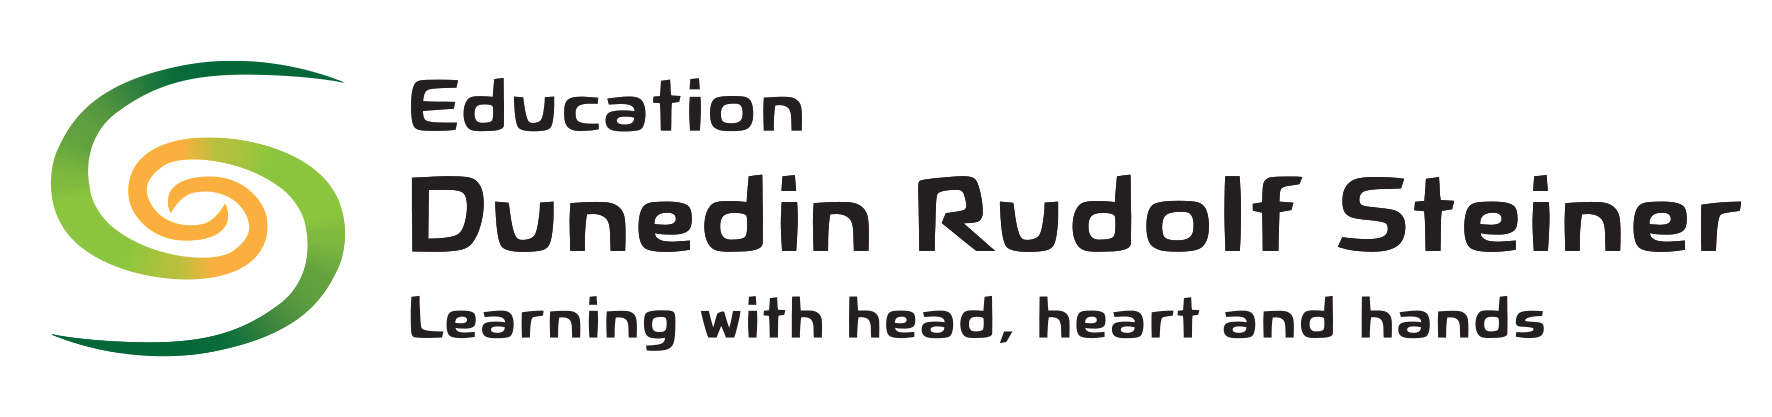 Education
Dunedin Rudolf Steiner
Learning with head, heart and hands